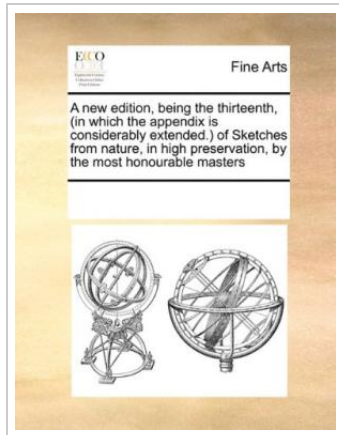 ECCO
Fine Arts
A new edition, being the thirteenth,
(in which the appendix is
considerably extended.) of Sketches
from nature, in high preservation, by
the most honourable masters